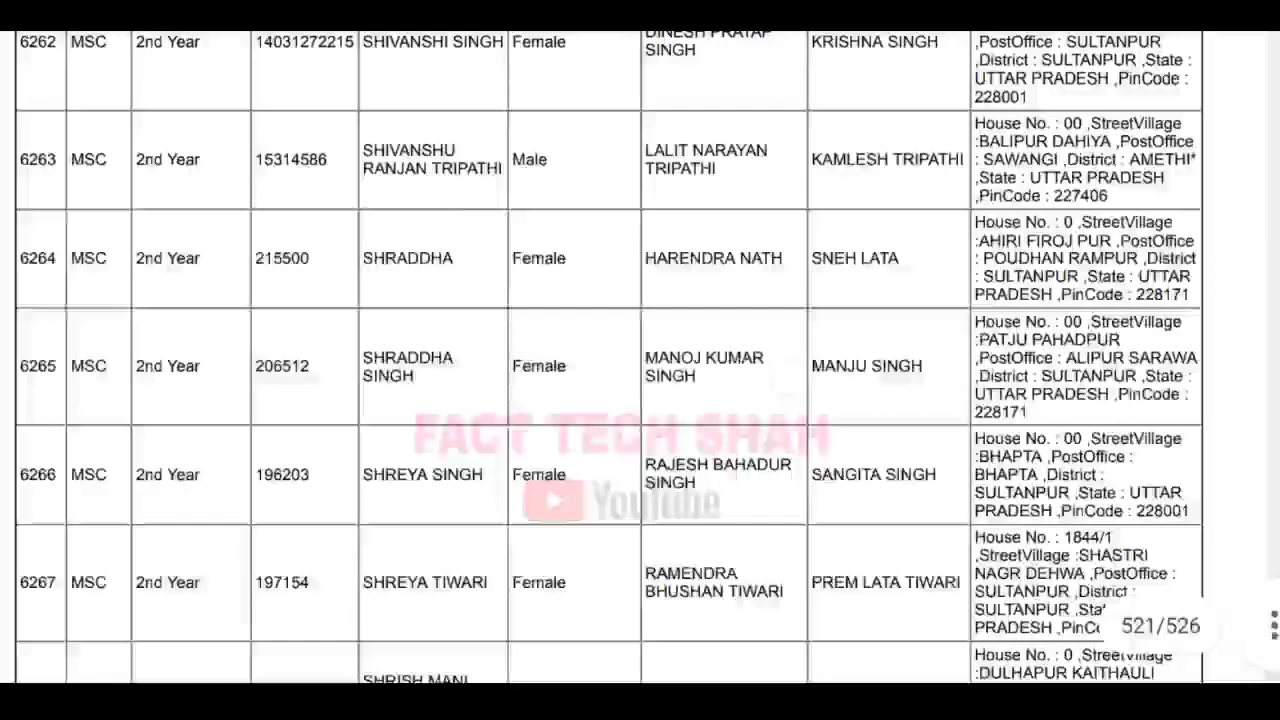 6262 MSC 2nd Year 14031272215 SHIVANSHI SINGH Female DINESH PRATAP SINGH KRISHNA SINGH ,PostOffice : SULTANPUR
,District : SULTANPUR ,State :
UTTAR PRADESH ,PinCode :
228001
6263 MSC 2nd Year 15314586 SHIVANSHU
RANJAN TRIPATHI Male LALIT NARAYAN
TRIPATHI KAMLESH TRIPATHI House No. : 00 ,StreetVillage
:BALIPUR DAHIYA ,PostOffice
: SAWANGI ,District : AMETHI*
,State : UTTAR PRADESH
,PinCode : 227406
6264 MSC 2nd Year 215500 SHRADDHA Female HARENDRA NATH SNEH LATA House No. : 0 ,StreetVillage
:AHIRI FIROJ PUR ,PostOffice
: POUDHAN RAMPUR ,District
: SULTANPUR ,State : UTTAR
PRADESH ,PinCode : 228171
6265 MSC 2nd Year 206512 SHRADDHA
SINGH Female MANOJ KUMAR
SINGH MANJU SINGH House No. : 00 ,StreetVillage
:PATJU PAHADPUR
,PostOffice : ALIPUR SARAWA
,District : SULTANPUR ,State :
UTTAR PRADESH ,PinCode :
228171
FACT TECH SHAH
6266 MSC 2nd Year 196203 SHREYA SINGH Female RAJESH BAHADUR
SINGH SANGITA SINGH House No. : 00 ,StreetVillage
:BHAPTA ,PostOffice :
BHAPTA ,District :
SULTANPUR ,State : UTTAR
PRADESH ,PinCode : 228001
YouTube
6267 MSC 2nd Year 197154 SHREYA TIWARI Female RAMENDRA
BHUSHAN TIWARI PREM LATA TIWARI House No. : 1844/1
,StreetVillage :SHASTRI
NAGR DEHWA ,PostOffice :
SULTANPUR ,District :
SULTANPUR
PRADESH
521/526
SHRISH MANI House No. : 0 ,StreetVillage
:DULHAPUR KAITHAULI